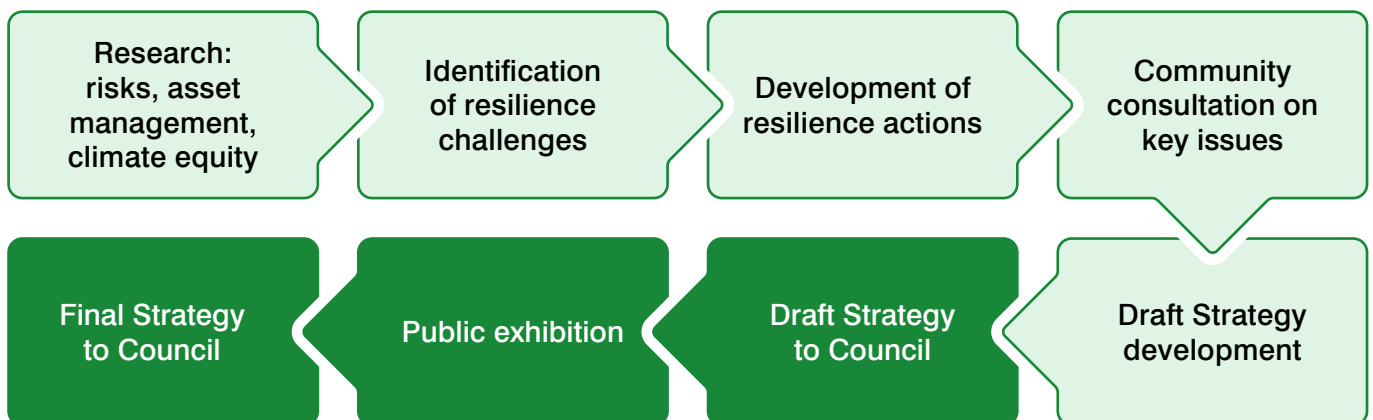 Research:
risks, asset
management,
climate equity
Identification
of resilience
challenges
Development of
resilience actions
Community
consultation on
key issues
Draft Strategy
development
Draft Strategy
to Council
Public exhibition
Final Strategy
to Council